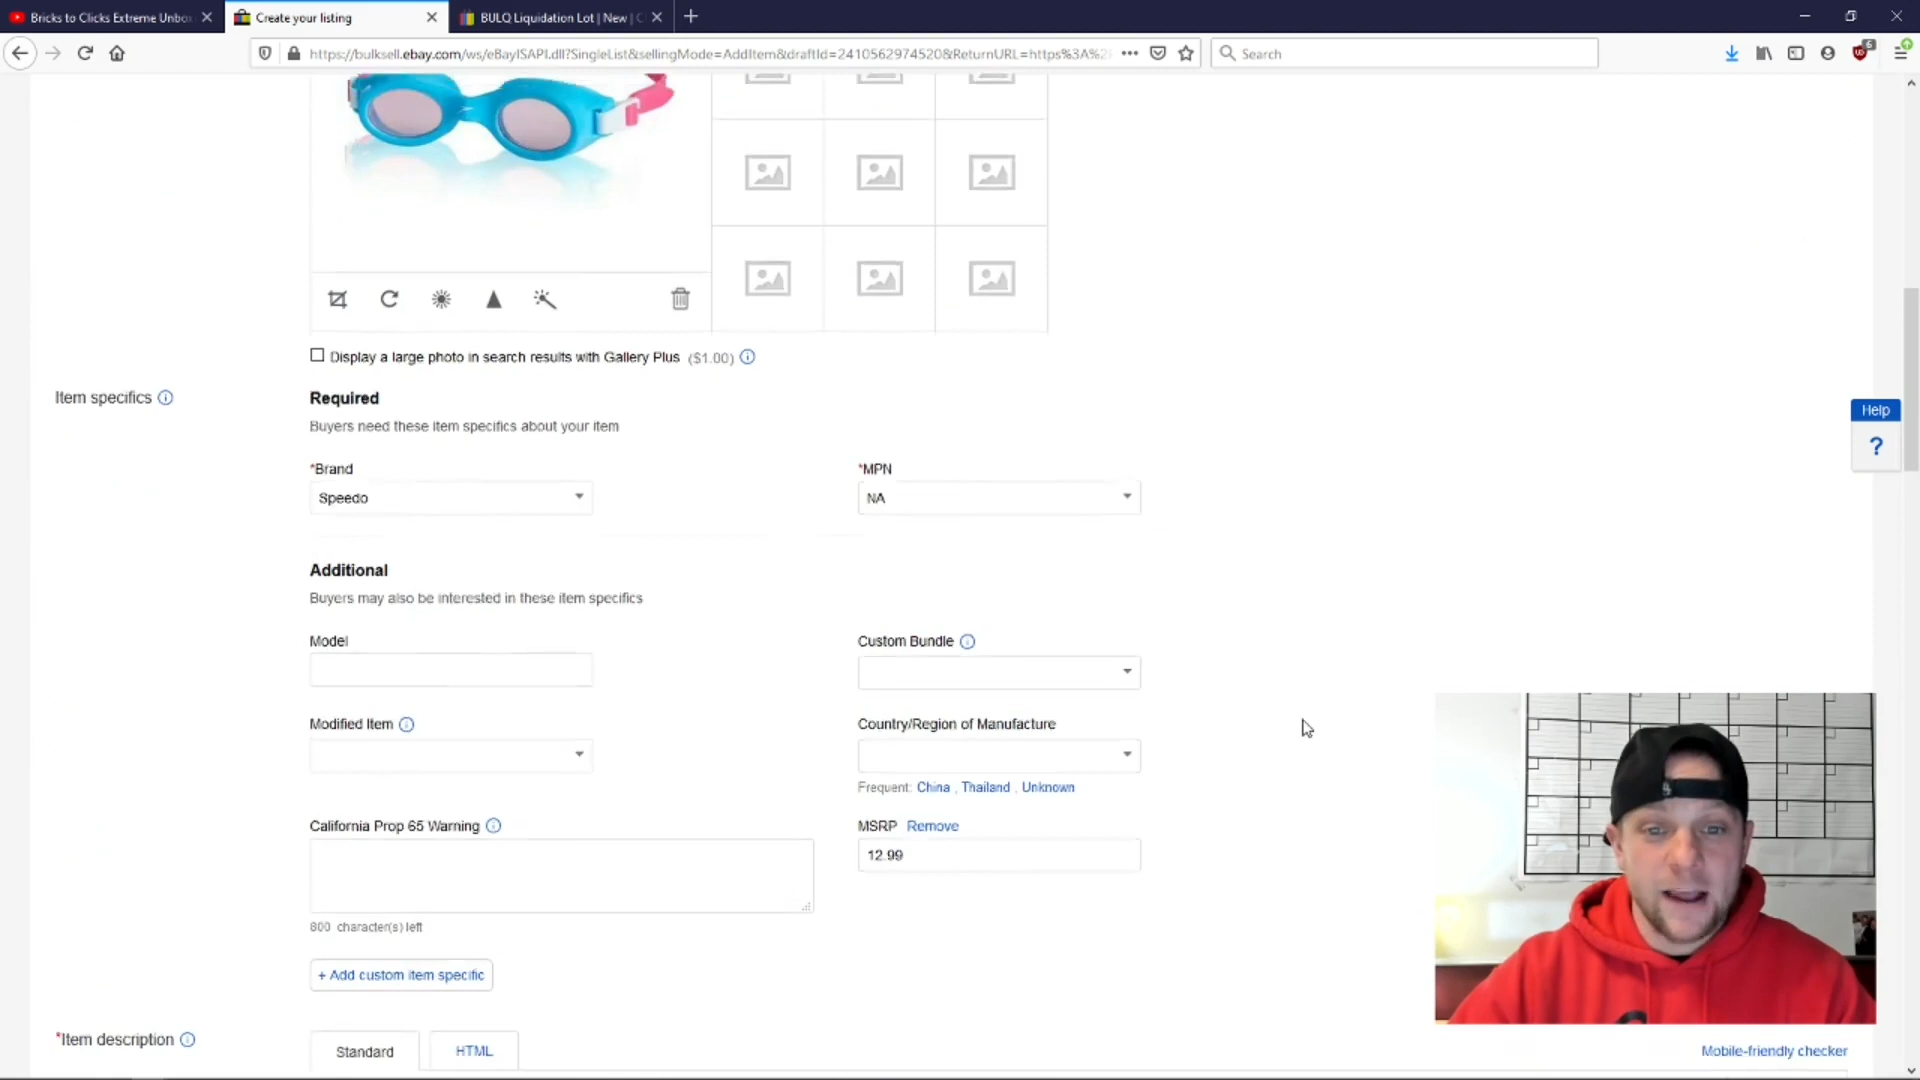 Bricks to Clicks Extreme Unbo
Create your listing
BULQ Liquidation Lot | New | C
https://bulksell.ebay.com/ws/eBayISAPI.dll?SingleList&sellingMode=AddItem&draftId=2410562974520&ReturnURL=https%3A%2
Search
6
Display a large photo in search results with Gallery Plus ($1.00)
Item specifics
Required
Buyers need these item specifics about your item
*Brand
*MPN
Speedo
NA
Additional
Buyers may also be interested in these item specifics
Model
Custom Bundle
Modified Item
Country/Region of Manufacture
Frequent: China , Thailand , Unknown
California Prop 65 Warning
MSRP Remove
12.99
800 character(s) left
+ Add custom item specific
*Item description
Standard
HTML
Mobile-friendly checker
Help
?